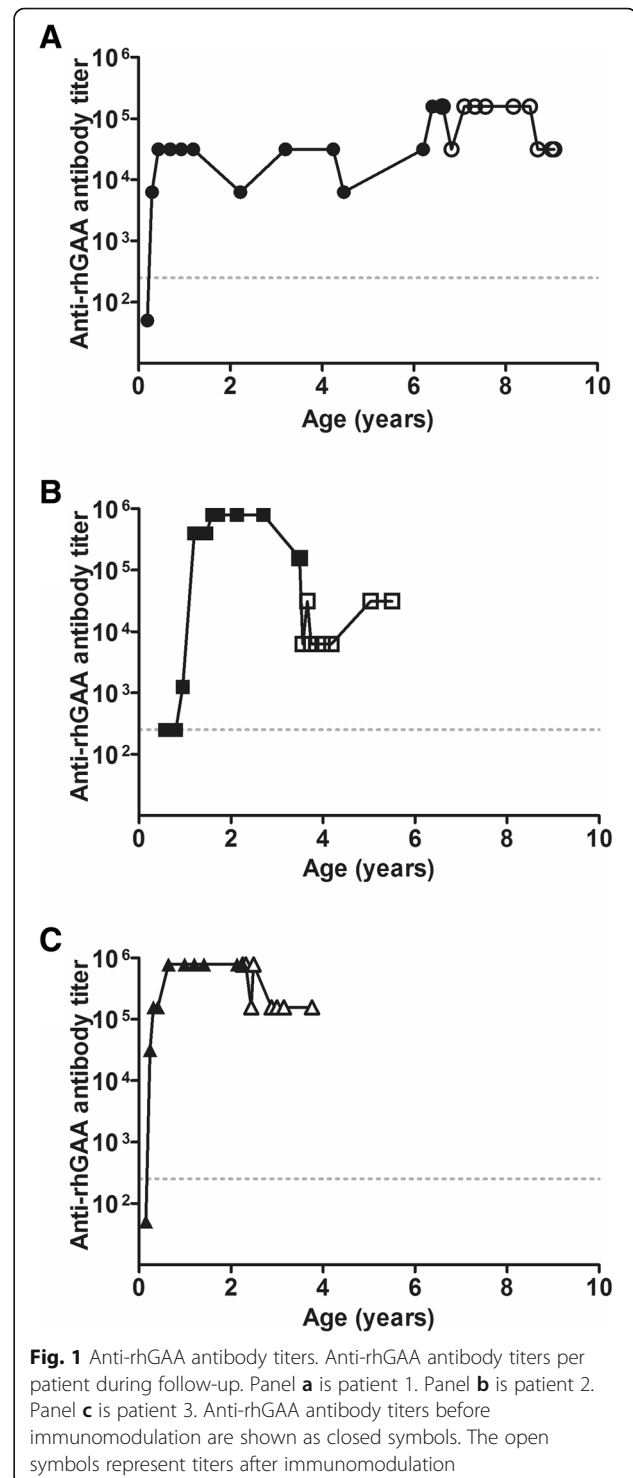 A
Anti-rhGAA antibody titer
10⁶
10⁵
10⁴
10³
10²
0 2 4 6 8 10
Age (years)
B
Anti-rhGAA antibody titer
10⁶
10⁵
10⁴
10³
10²
0 2 4 6 8 10
Age (years)
C
Anti-rhGAA antibody titer
10⁶
10⁵
10⁴
10³
10²
0 2 4 6 8 10
Age (years)
Fig. 1 Anti-rhGAA antibody titers. Anti-rhGAA antibody titers per
patient during follow-up. Panel a is patient 1. Panel b is patient 2.
Panel c is patient 3. Anti-rhGAA antibody titers before
immunomodulation are shown as closed symbols. The open
symbols represent titers after immunomodulation